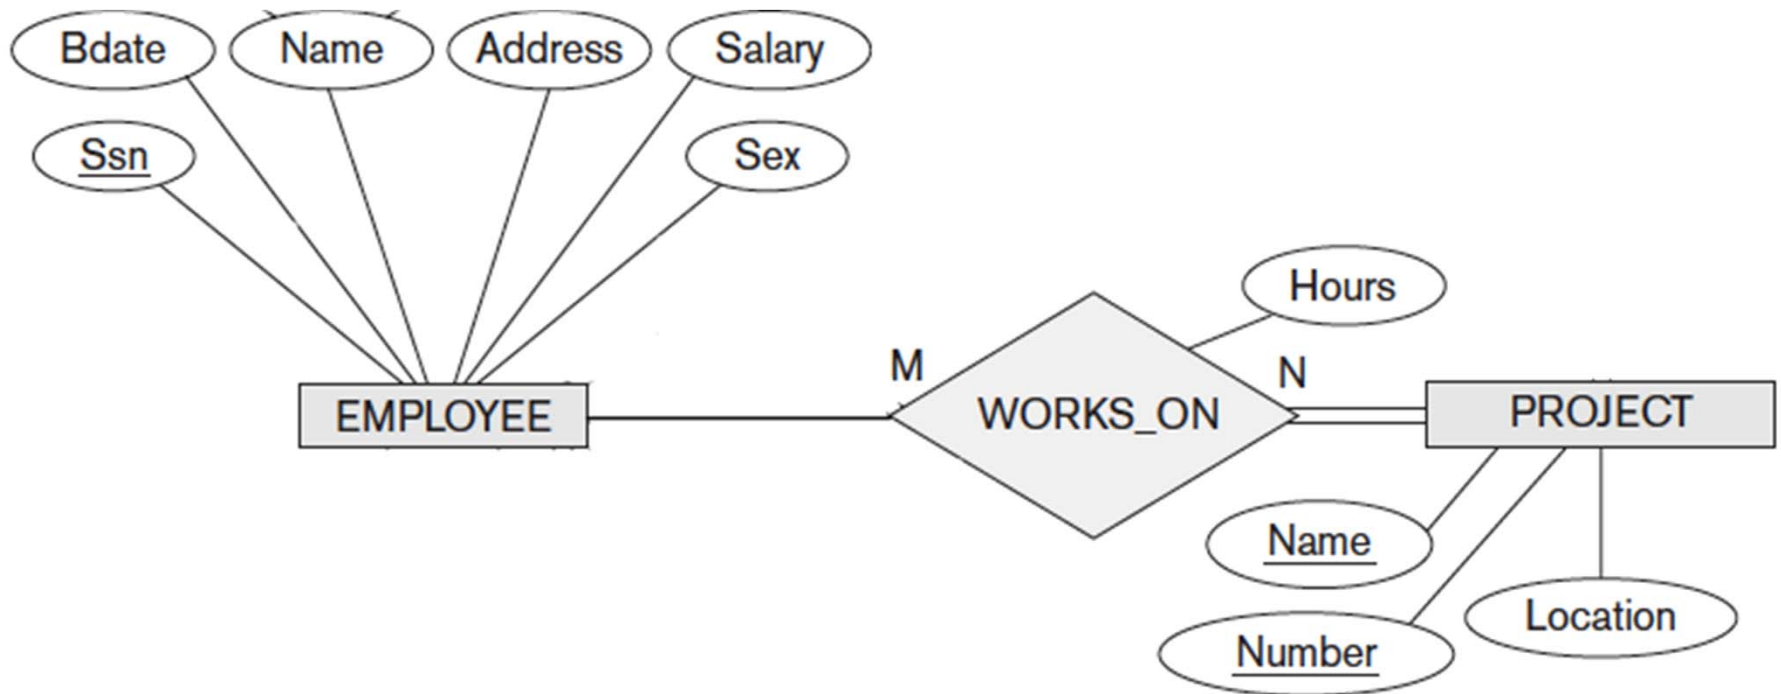 Bdate
Name
Address
Salary
Ssn
Sex
Hours
M
N
EMPLOYEE
WORKS_ON
PROJECT
Name
Location
Number